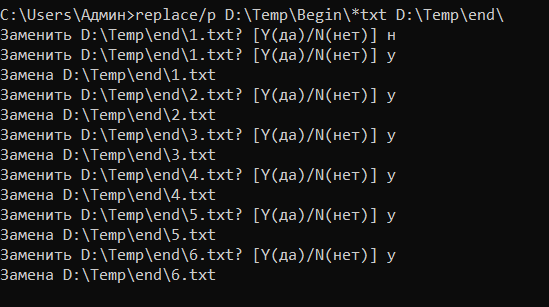 C:\Users\Админ>replace/p D:\Temp\Begin\*txt D:\Temp\end\
Заменить D:\Temp\end\1.txt? [Y(да)/N(нет)] н
Заменить D:\Temp\end\1.txt? [Y(да)/N(нет)] y
Замена D:\Temp\end\1.txt
Заменить D:\Temp\end\2.txt? [Y(да)/N(нет)] y
Замена D:\Temp\end\2.txt
Заменить D:\Temp\end\3.txt? [Y(да)/N(нет)] y
Замена D:\Temp\end\3.txt
Заменить D:\Temp\end\4.txt? [Y(да)/N(нет)] y
Замена D:\Temp\end\4.txt
Заменить D:\Temp\end\5.txt? [Y(да)/N(нет)] y
Замена D:\Temp\end\5.txt
Заменить D:\Temp\end\6.txt? [Y(да)/N(нет)] y
Замена D:\Temp\end\6.txt